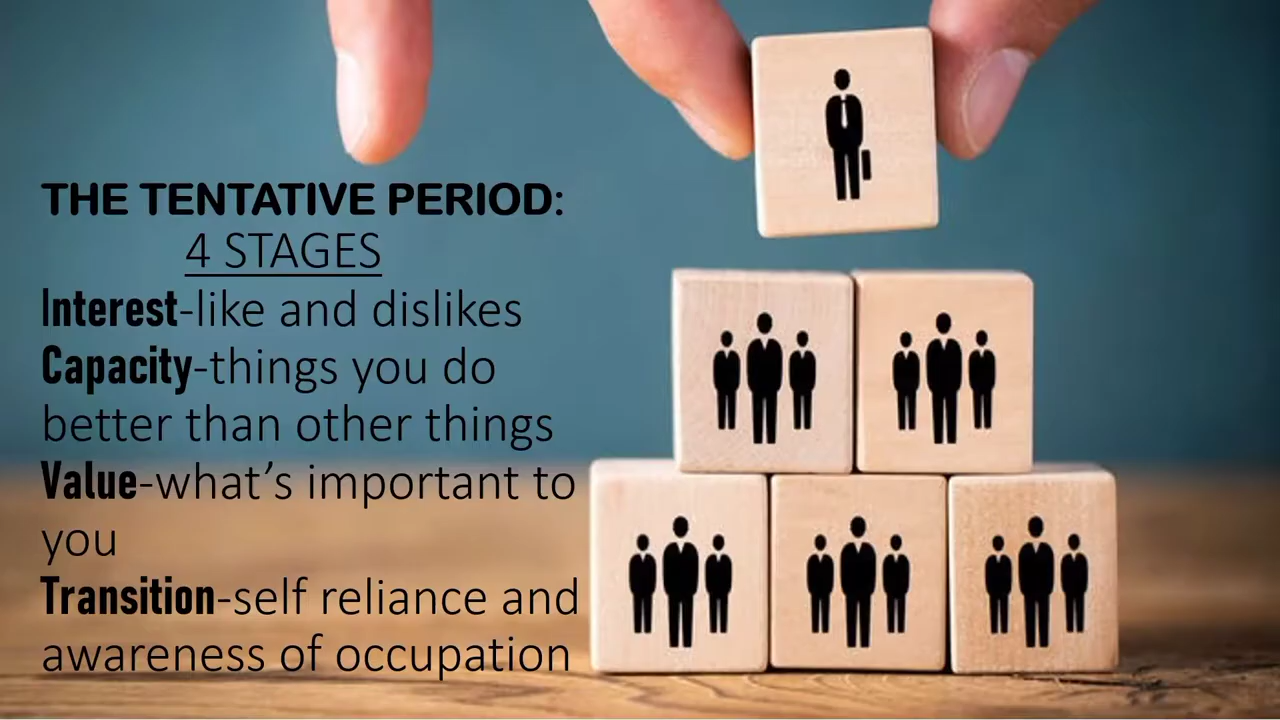 THE TENTATIVE PERIOD:
4 STAGES
Interest-like and dislikes
Capacity-things you do
better than other things
Value-what's important to
you
Transition-self reliance and
awareness of occupation